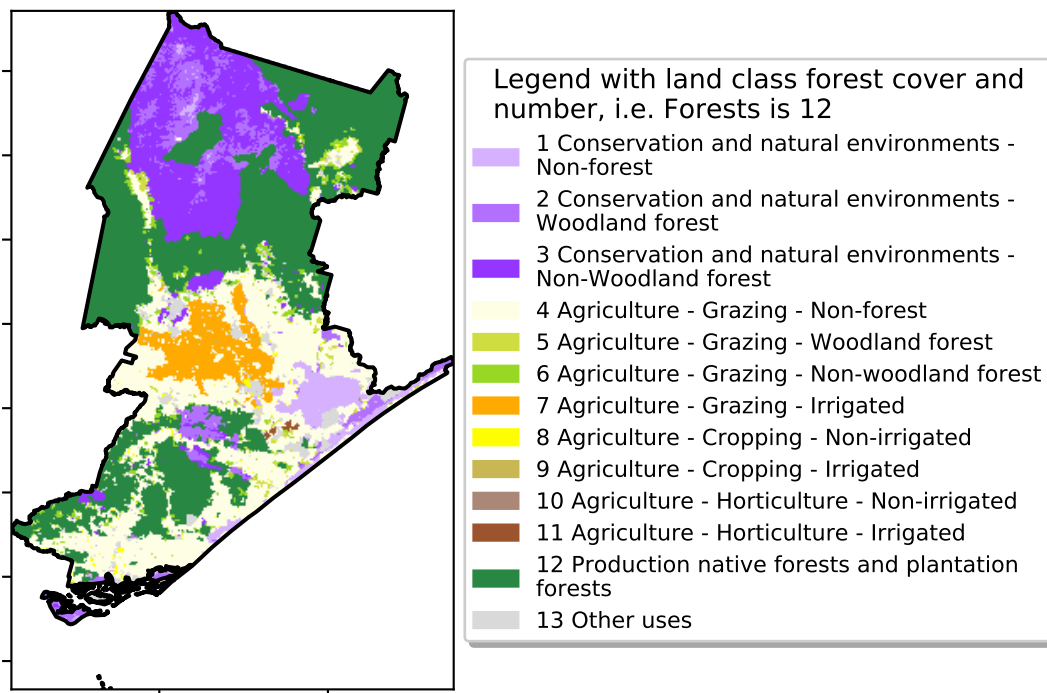 Legend with land class forest cover and
number, i.e. Forests is 12
1 Conservation and natural environments -
Non-forest
2 Conservation and natural environments -
Woodland forest
3 Conservation and natural environments -
Non-Woodland forest
4 Agriculture - Grazing - Non-forest
5 Agriculture - Grazing - Woodland forest
6 Agriculture - Grazing - Non-woodland forest
7 Agriculture - Grazing - Irrigated
8 Agriculture - Cropping - Non-irrigated
9 Agriculture - Cropping - Irrigated
10 Agriculture - Horticulture - Non-irrigated
11 Agriculture - Horticulture - Irrigated
12 Production native forests and plantation
forests
13 Other uses